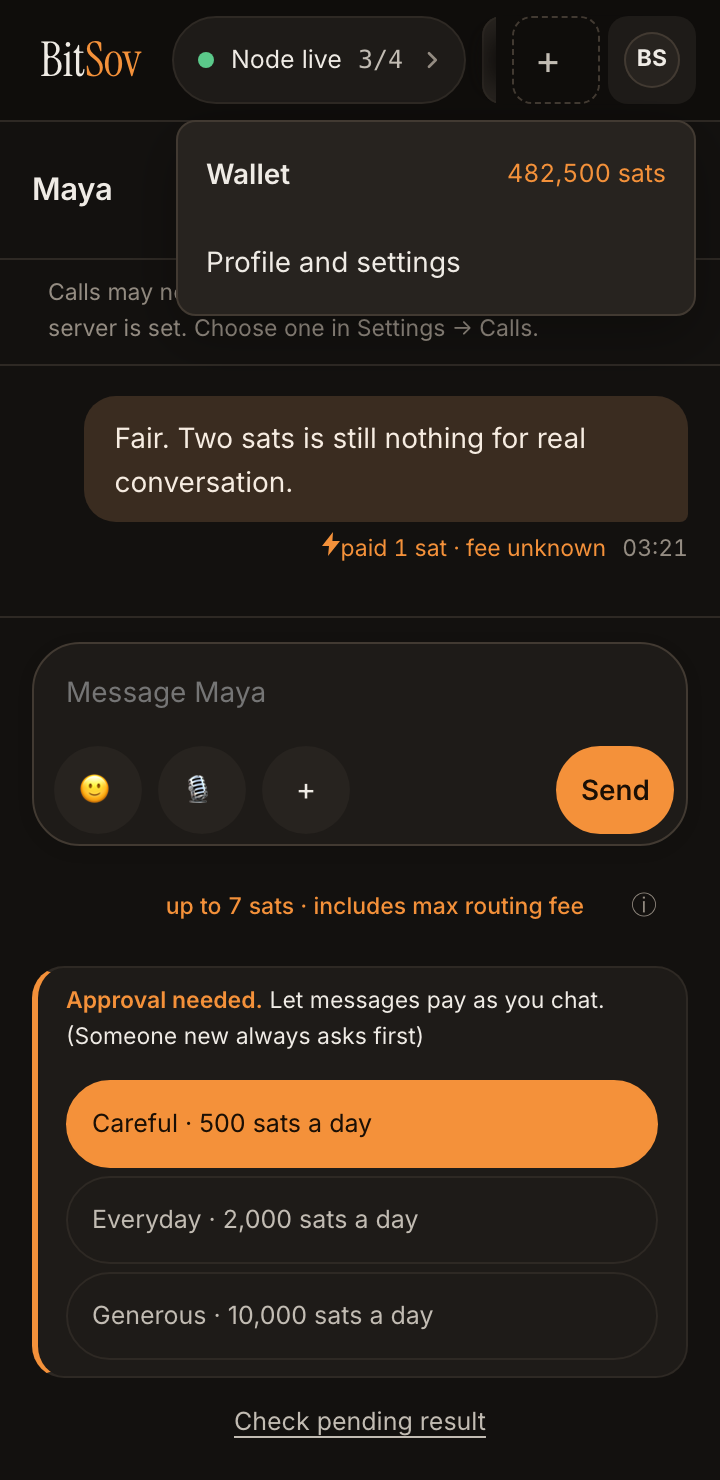 BitSov
Node live 3/4 >
+
BS
Wallet 482,500 sats
Profile and settings
Maya
Calls may
server is set. Choose one in Settings → Calls.
Fair. Two sats is still nothing for real
conversation.
⚡paid 1 sat · fee unknown 03:21
Message Maya
+
Send
up to 7 sats · includes max routing fee ⓘ
Approval needed. Let messages pay as you chat.
(Someone new always asks first)
Careful · 500 sats a day
Everyday · 2,000 sats a day
Generous · 10,000 sats a day
Check pending result